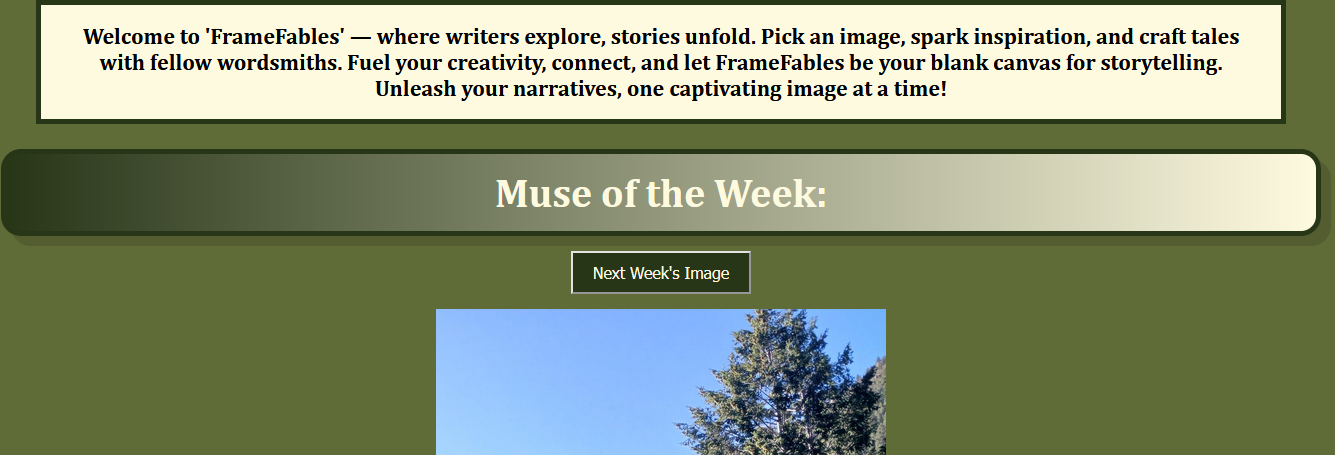 Welcome to 'FrameFables' — where writers explore, stories unfold. Pick an image, spark inspiration, and craft tales
with fellow wordsmiths. Fuel your creativity, connect, and let FrameFables be your blank canvas for storytelling.
Unleash your narratives, one captivating image at a time!
Muse of the Week:
Next Week's Image